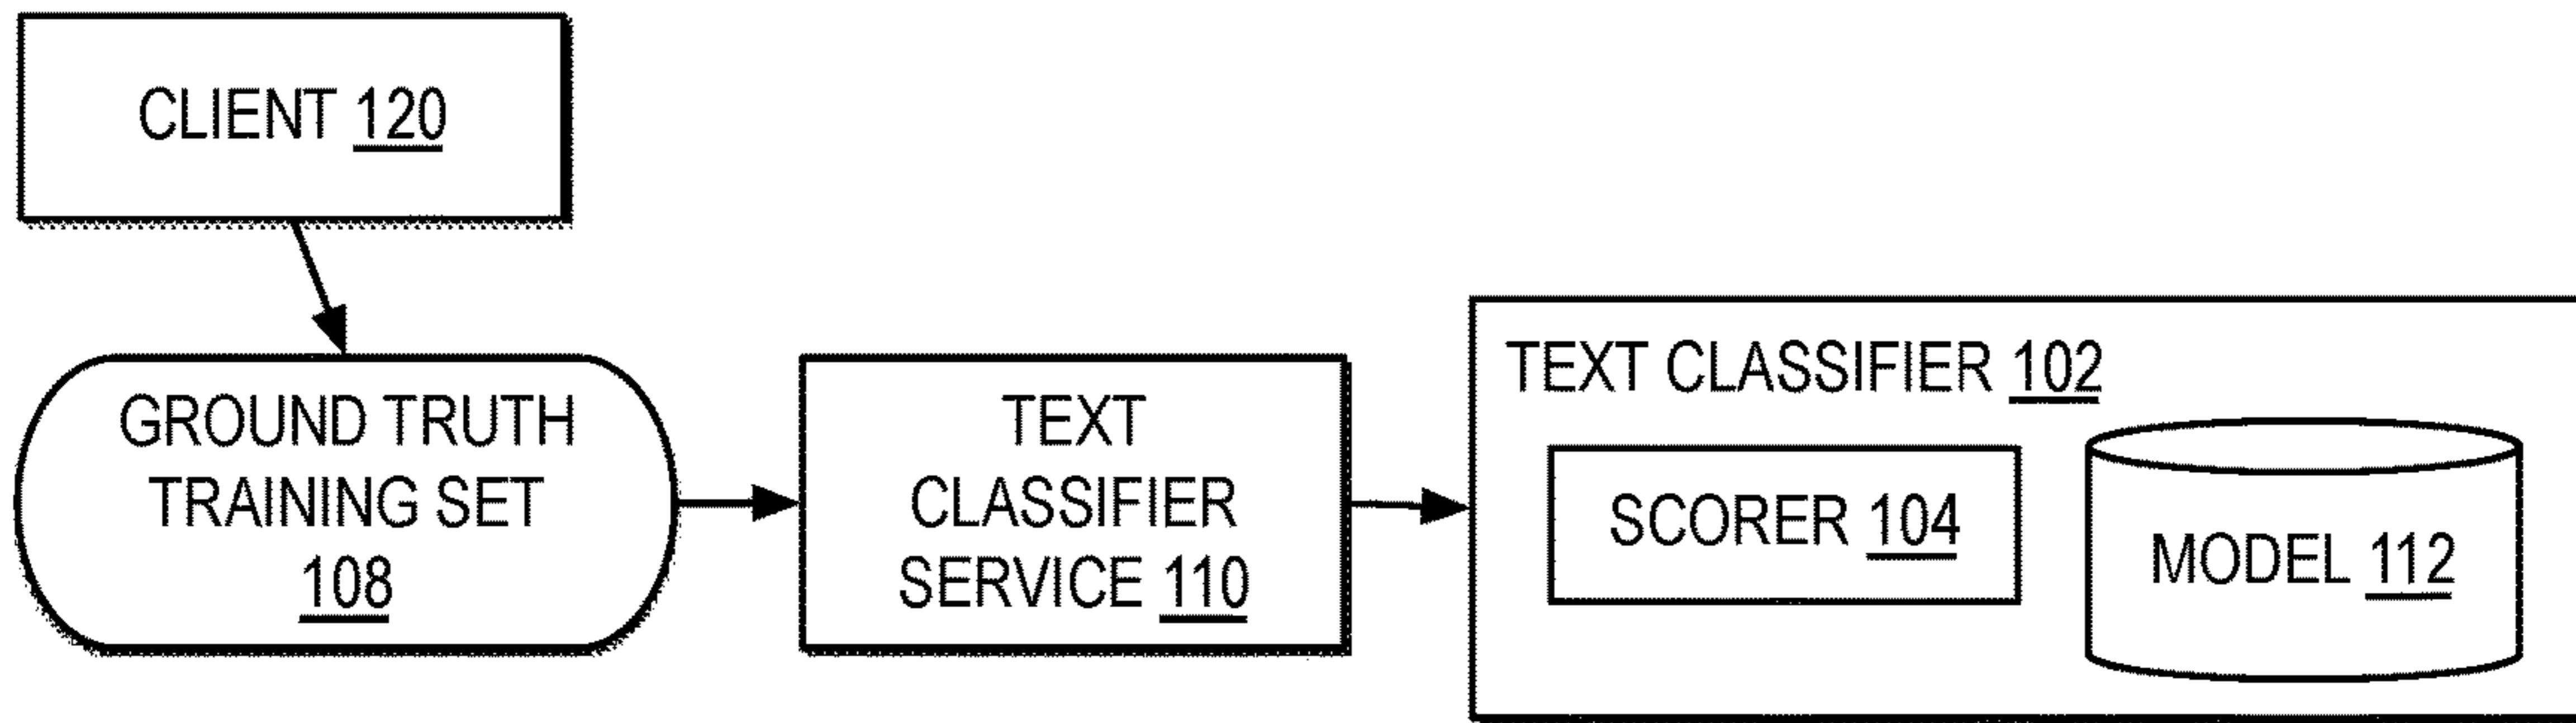 CLIENT 120
GROUND TRUTH
TRAINING SET
108
TEXT
CLASSIFIER
SERVICE 110
TEXT CLASSIFIER 102
SCORER 104
MODEL 112